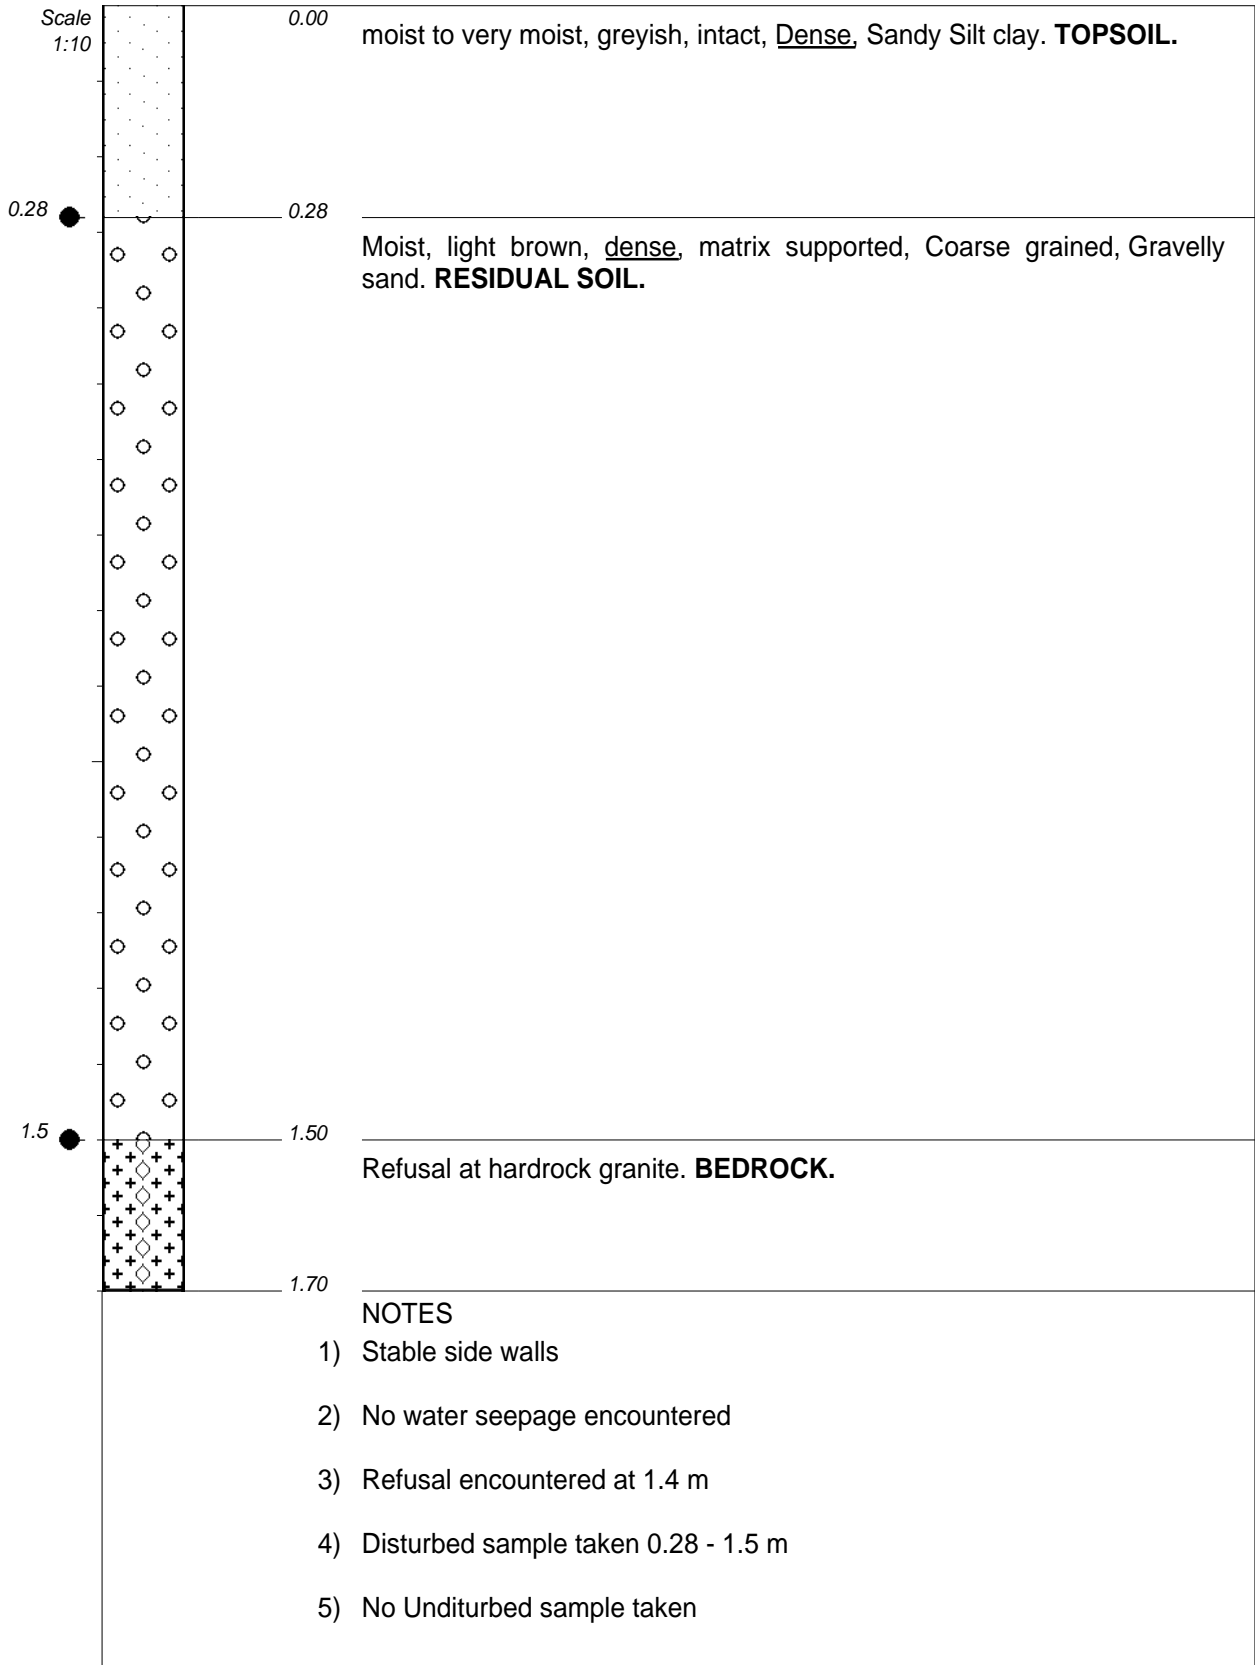 Scale
1:10
0.00
moist to very moist, greyish, intact, Dense, Sandy Silt clay. TOPSOIL.
0.28
0.28
Moist, light brown, dense, matrix supported, Coarse grained, Gravelly
sand. RESIDUAL SOIL.
1.5
1.50
Refusal at hardrock granite. BEDROCK.
1.70
NOTES
1) Stable side walls
2) No water seepage encountered
3) Refusal encountered at 1.4 m
4) Disturbed sample taken 0.28 - 1.5 m
5) No Unditurbed sample taken